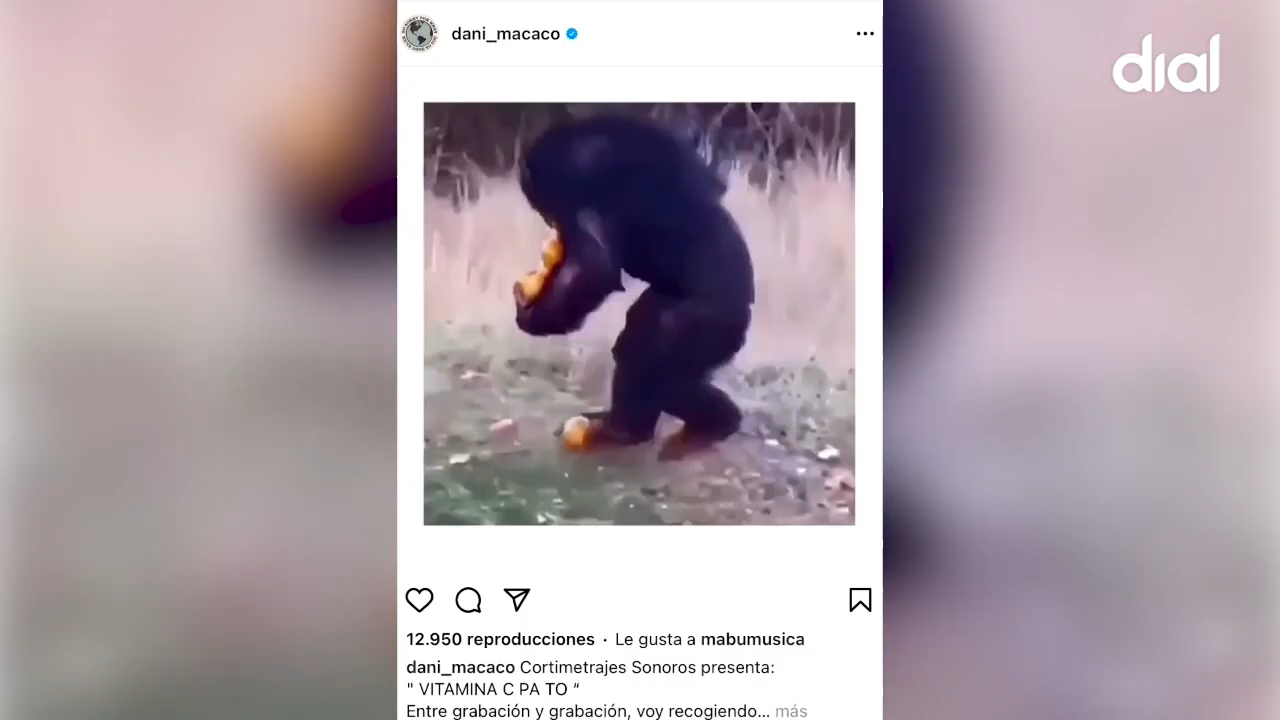 dani_macaco
dial
12.950 reproducciones · Le gusta a mabumusica
dani_macaco Cortimetrajes Sonoros presenta:
" VITAMINA C PA TO “
Entre grabación y grabación, voy recogiendo... más